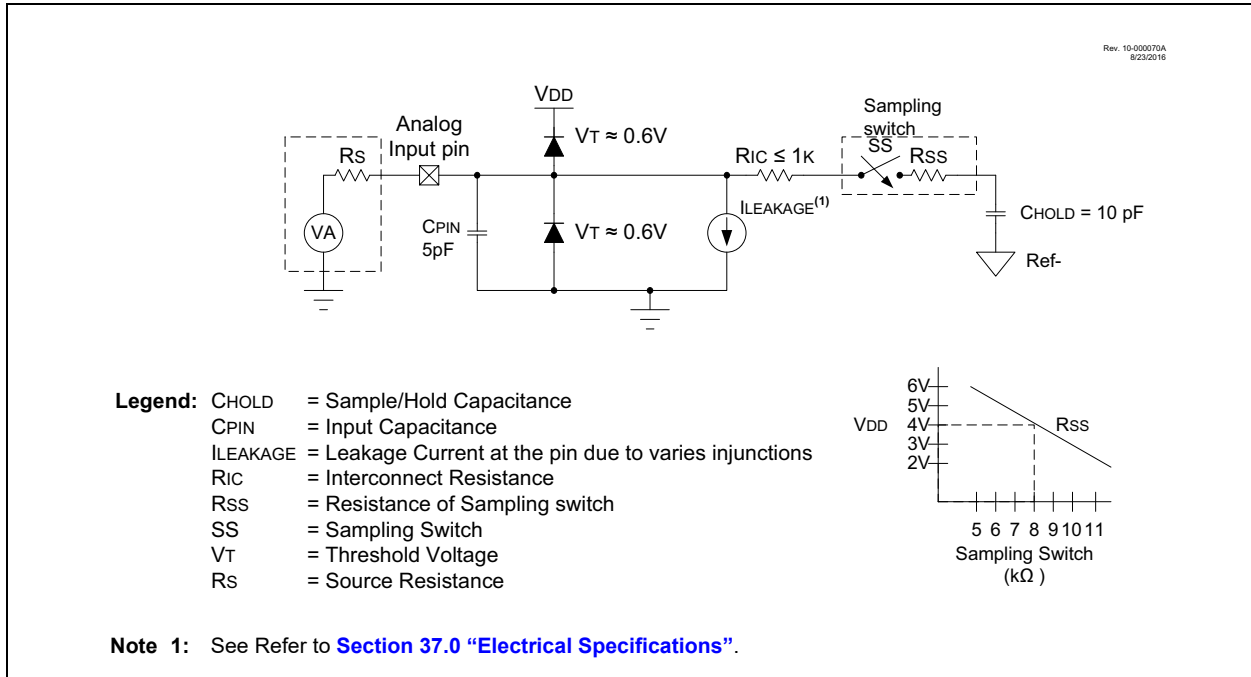 Rev. 10-000070A
8/23/2016
VDD
Sampling
switch
Analog
Input pin
VT ≈ 0.6V
SS
RS
RIC ≤ 1K
RSS
ILEAKAGE(1)
CHOLD = 10 pF
VA
CPIN
5pF
VT ≈ 0.6V
Ref-
Legend: CHOLD = Sample/Hold Capacitance
CPIN = Input Capacitance
ILEAKAGE = Leakage Current at the pin due to varies injunctions
RIC = Interconnect Resistance
RSS = Resistance of Sampling switch
SS = Sampling Switch
VT = Threshold Voltage
RS = Source Resistance
6V
5V
VDD 4V RSS
3V
2V
5 6 7 8 9 10 11
Sampling Switch
(kΩ )
Note 1: See Refer to Section 37.0 “Electrical Specifications”.